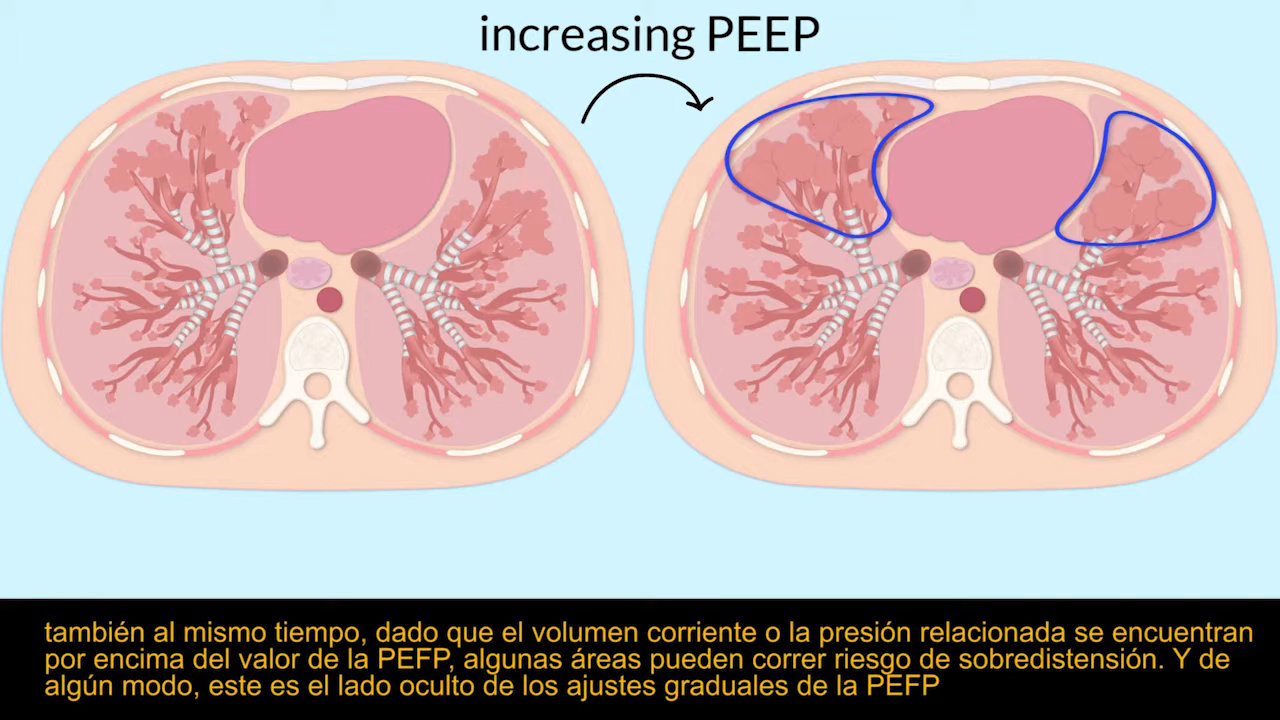 increasing PEEP
también al mismo tiempo, dado que el volumen corriente o la presión relacionada se encuentran
por encima del valor de la PEFP, algunas áreas pueden correr riesgo de sobredistensión. Y de
algún modo, este es el lado oculto de los ajustes graduales de la PEFP